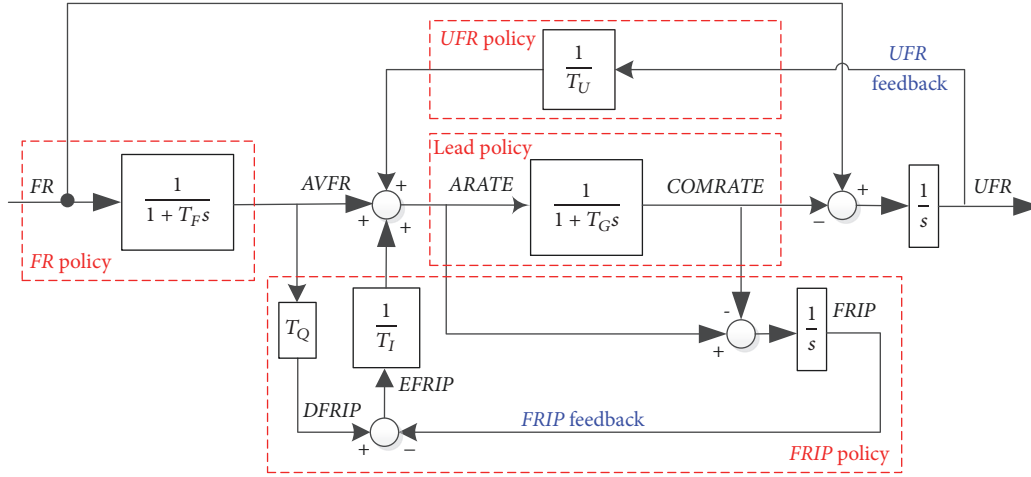 UFR policy
1
T_U
UFR
feedback
Lead policy
FR
1
1 + T_F s
AVFR
+
+
+
ARATE
1
1 + T_G s
COMRATE
+
−
1
s
UFR
FR policy
T_Q
1
T_I
-
+
1
s
FRIP
EFRIP
DFRIP
+
−
FRIP feedback
FRIP policy